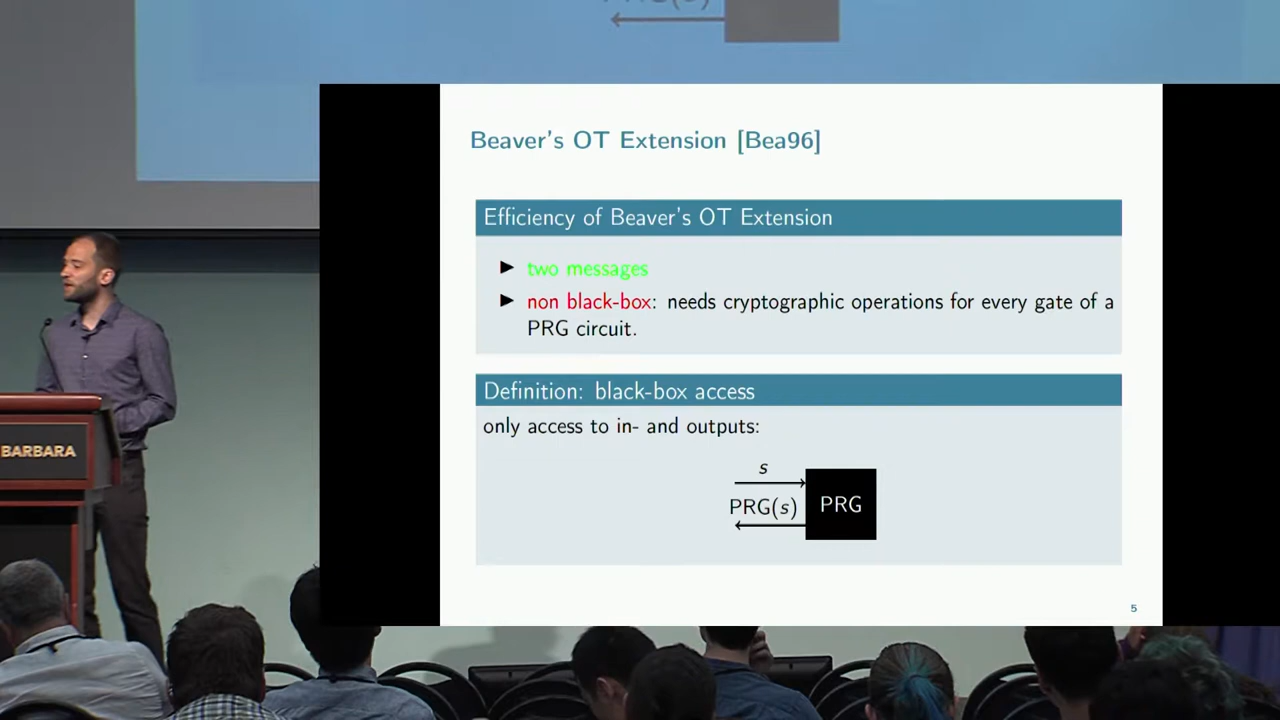 PRG(s)
Beaver's OT Extension [Bea96]
Efficiency of Beaver's OT Extension
▶ two messages
▶ non black-box: needs cryptographic operations for every gate of a
PRG circuit.
Definition: black-box access
only access to in- and outputs:
s
PRG(s)
PRG
5
BARBARA